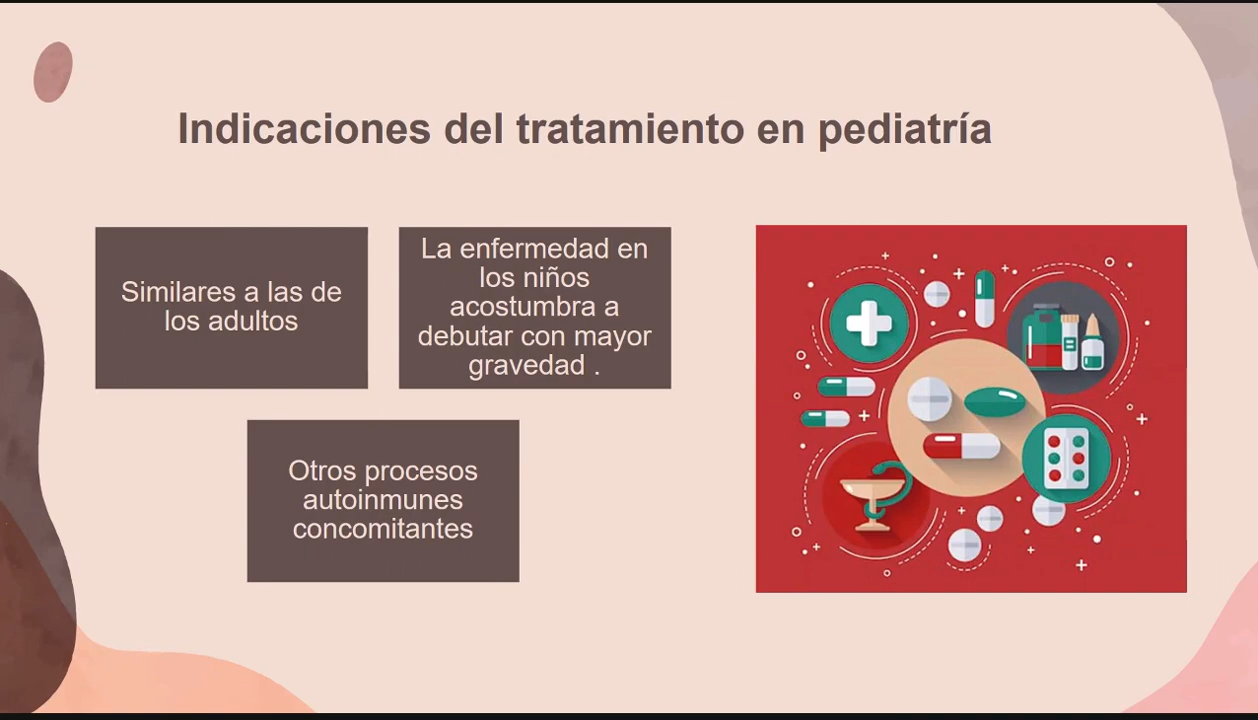 Indicaciones del tratamiento en pediatría
Similares a las de
los adultos
La enfermedad en
los niños
acostumbra a
debutar con mayor
gravedad .
Otros procesos
autoinmunes
concomitantes